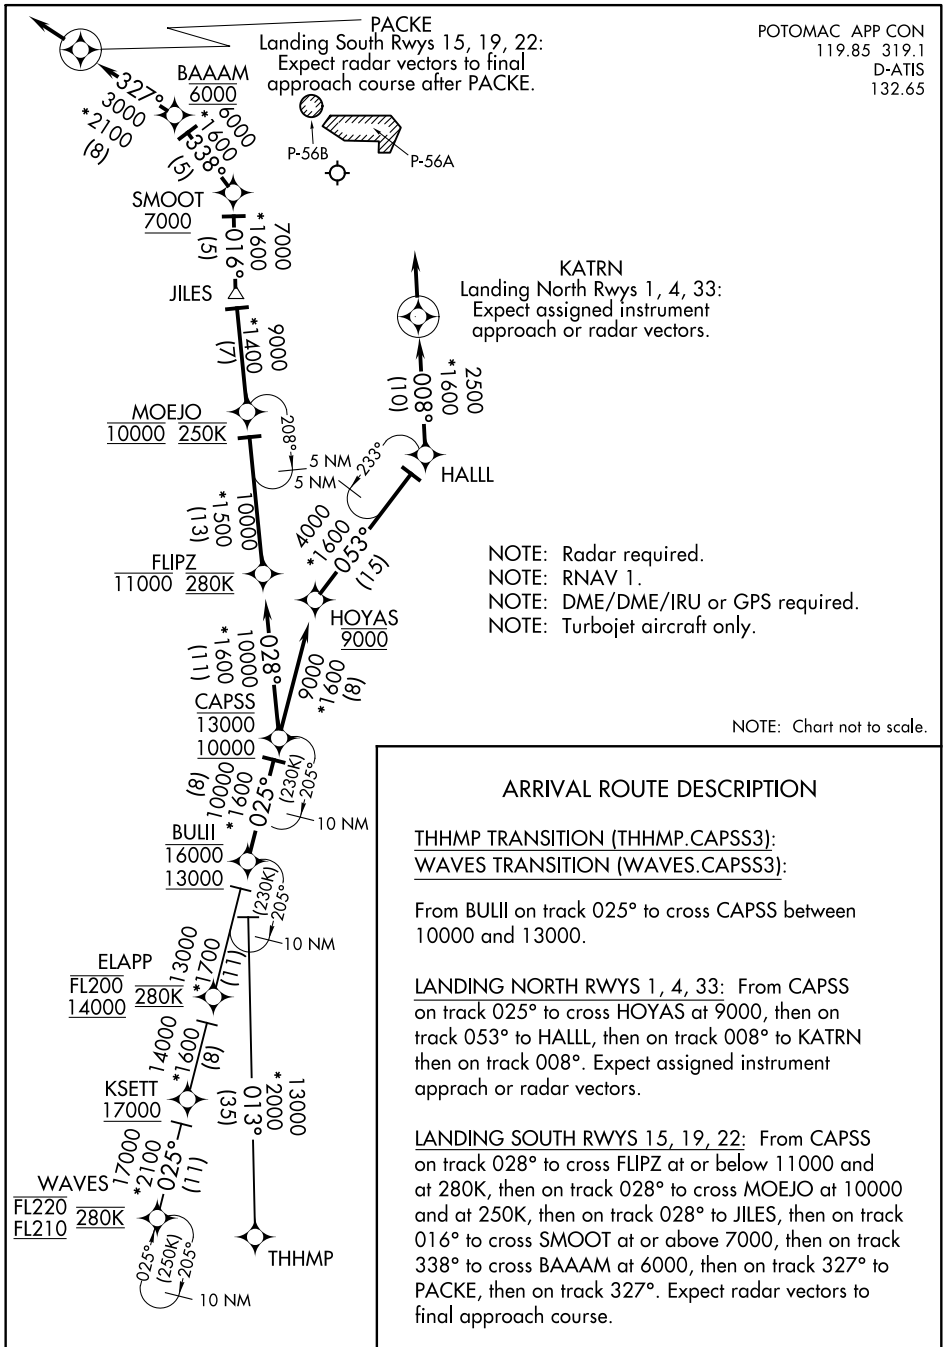 PACKE
Landing South Rwys 15, 19, 22:
Expect radar vectors to final
approach course after PACKE.
POTOMAC APP CON
119.85 319.1
D-ATIS
132.65
BAAAM
6000
327°
3000
*2100
(8)
P-56B
P-56A
6000
*1600
338°
(5)
SMOOT
7000
7000
*1600
016°
(5)
JILES
KATRN
Landing North Rwys 1, 4, 33:
Expect assigned instrument
approach or radar vectors.
9000
*1400
(7)
2500
*1600
008°
(10)
MOEJO
10000 250K
208°
5 NM
5 NM
233°
HALLL
10000
*1500
(13)
4000
*1600
053°
(15)
FLIPZ
11000 280K
HOYAS
9000
NOTE: Radar required.
NOTE: RNAV 1.
NOTE: DME/DME/IRU or GPS required.
NOTE: Turbojet aircraft only.
028°
10000
*1600
(11)
9000
*1600
(8)
CAPSS
13000
10000
NOTE: Chart not to scale.
(230K)
205°
10 NM
025°
10000
*1600
(8)
BULII
16000
13000
(230K)
205°
10 NM
13000
*1700
(11)
ELAPP
FL200
14000
280K
14000
*1600
(8)
KSETT
17000
13000
*2000
013°
(35)
17000
*2100
025°
(11)
WAVES
FL220
FL210
280K
025°
(250K)
205°
10 NM
THHMP
ARRIVAL ROUTE DESCRIPTION
THHMP TRANSITION (THHMP.CAPSS3):
WAVES TRANSITION (WAVES.CAPSS3):
From BULII on track 025° to cross CAPSS between
10000 and 13000.
LANDING NORTH RWYS 1, 4, 33: From CAPSS
on track 025° to cross HOYAS at 9000, then on
track 053° to HALLL, then on track 008° to KATRN
then on track 008°. Expect assigned instrument
apprach or radar vectors.
LANDING SOUTH RWYS 15, 19, 22: From CAPSS
on track 028° to cross FLIPZ at or below 11000 and
at 280K, then on track 028° to cross MOEJO at 10000
and at 250K, then on track 028° to JILES, then on track
016° to cross SMOOT at or above 7000, then on track
338° to cross BAAAM at 6000, then on track 327° to
PACKE, then on track 327°. Expect radar vectors to
final approach course.